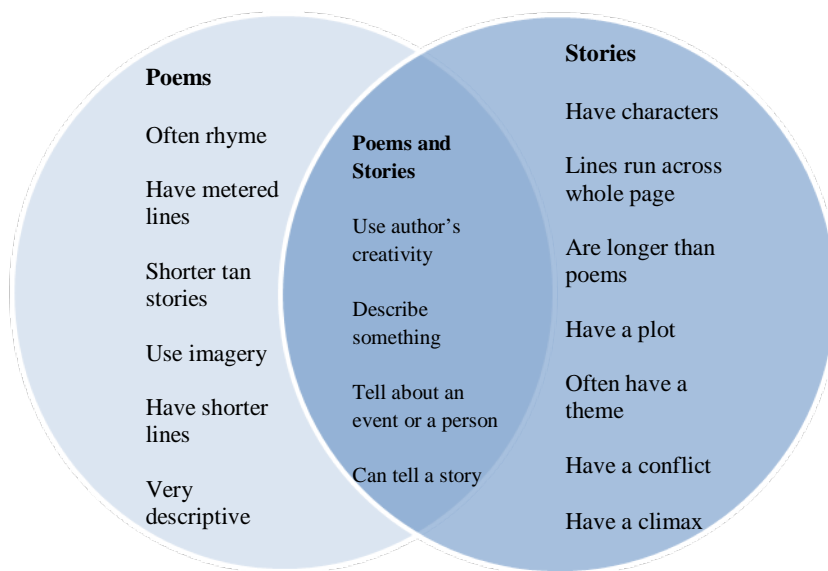 Poems
Often rhyme
Have metered
lines
Shorter tan
stories
Use imagery
Have shorter
lines
Very
descriptive
Poems and
Stories
Use author’s
creativity
Describe
something
Tell about an
event or a person
Can tell a story
Stories
Have characters
Lines run across
whole page
Are longer than
poems
Have a plot
Often have a
theme
Have a conflict
Have a climax